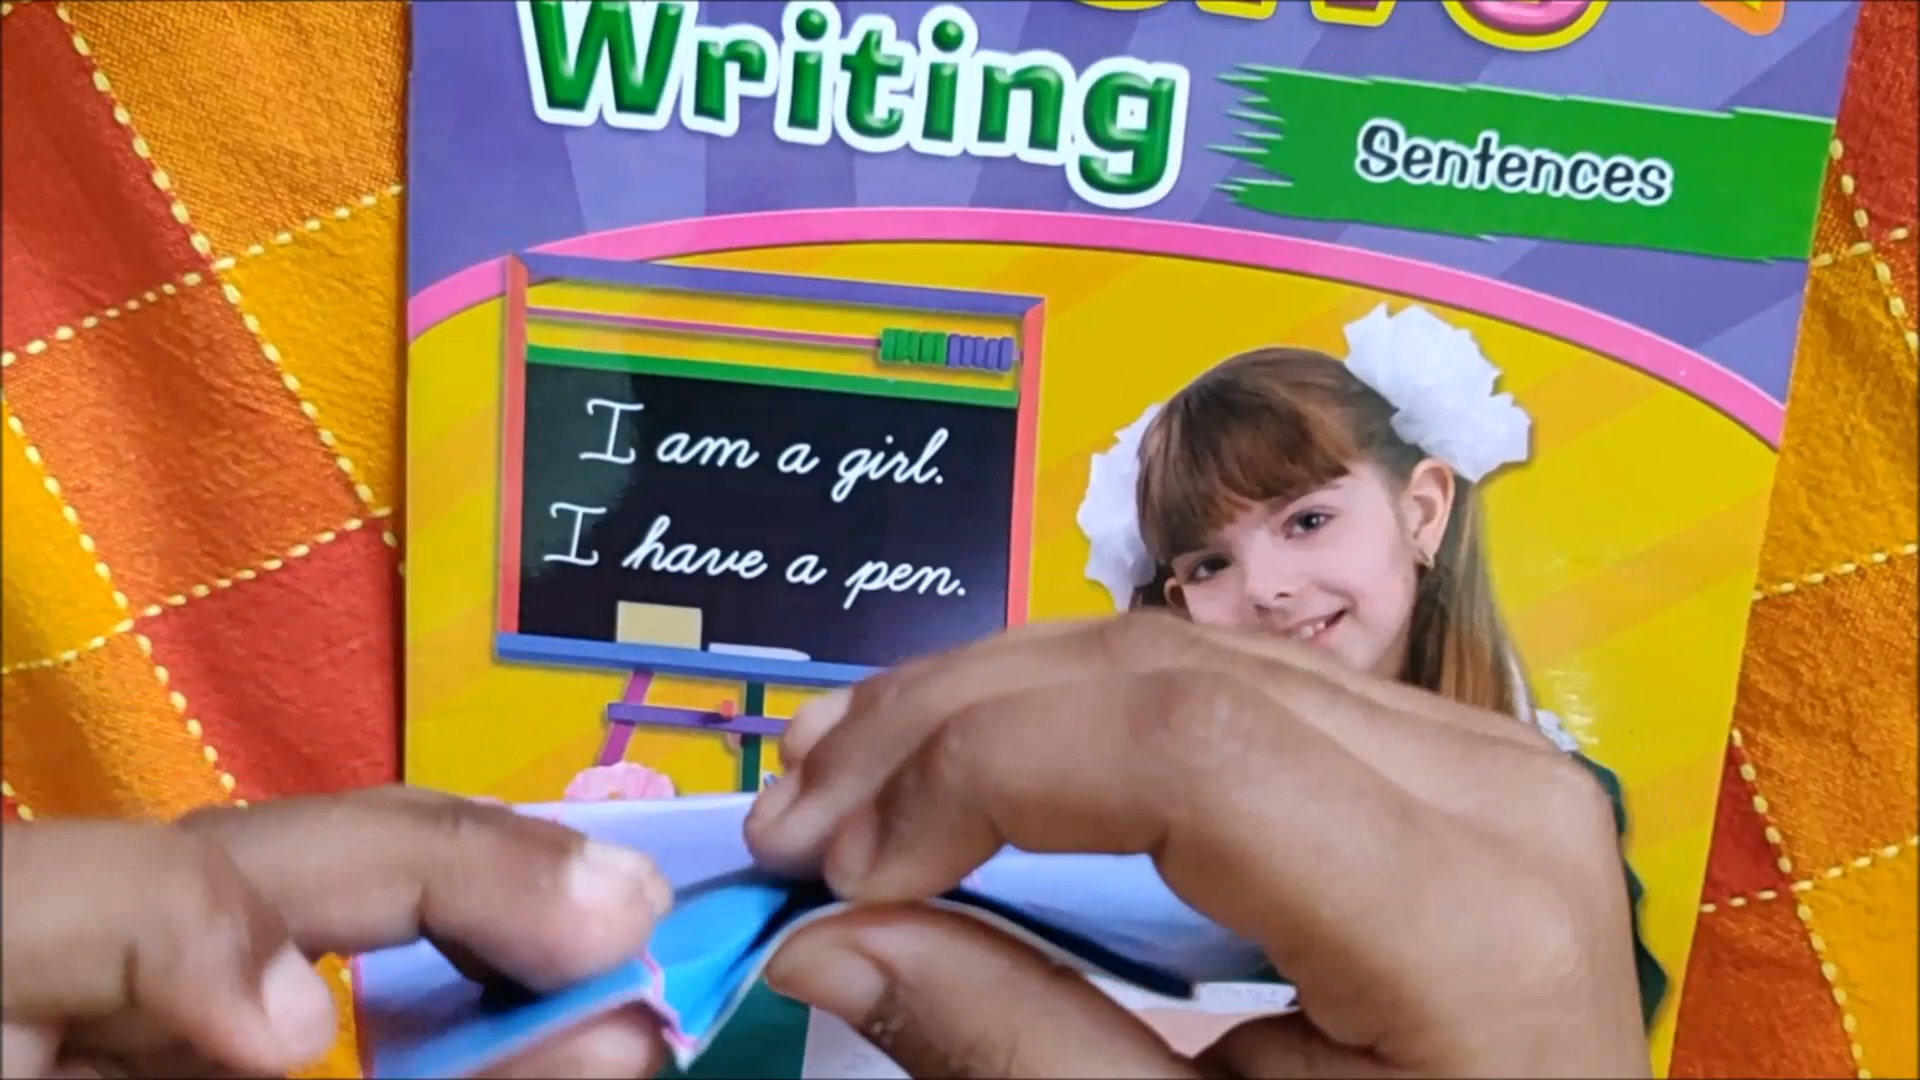 Writing
Sentences
I am a girl.
I have a pen.